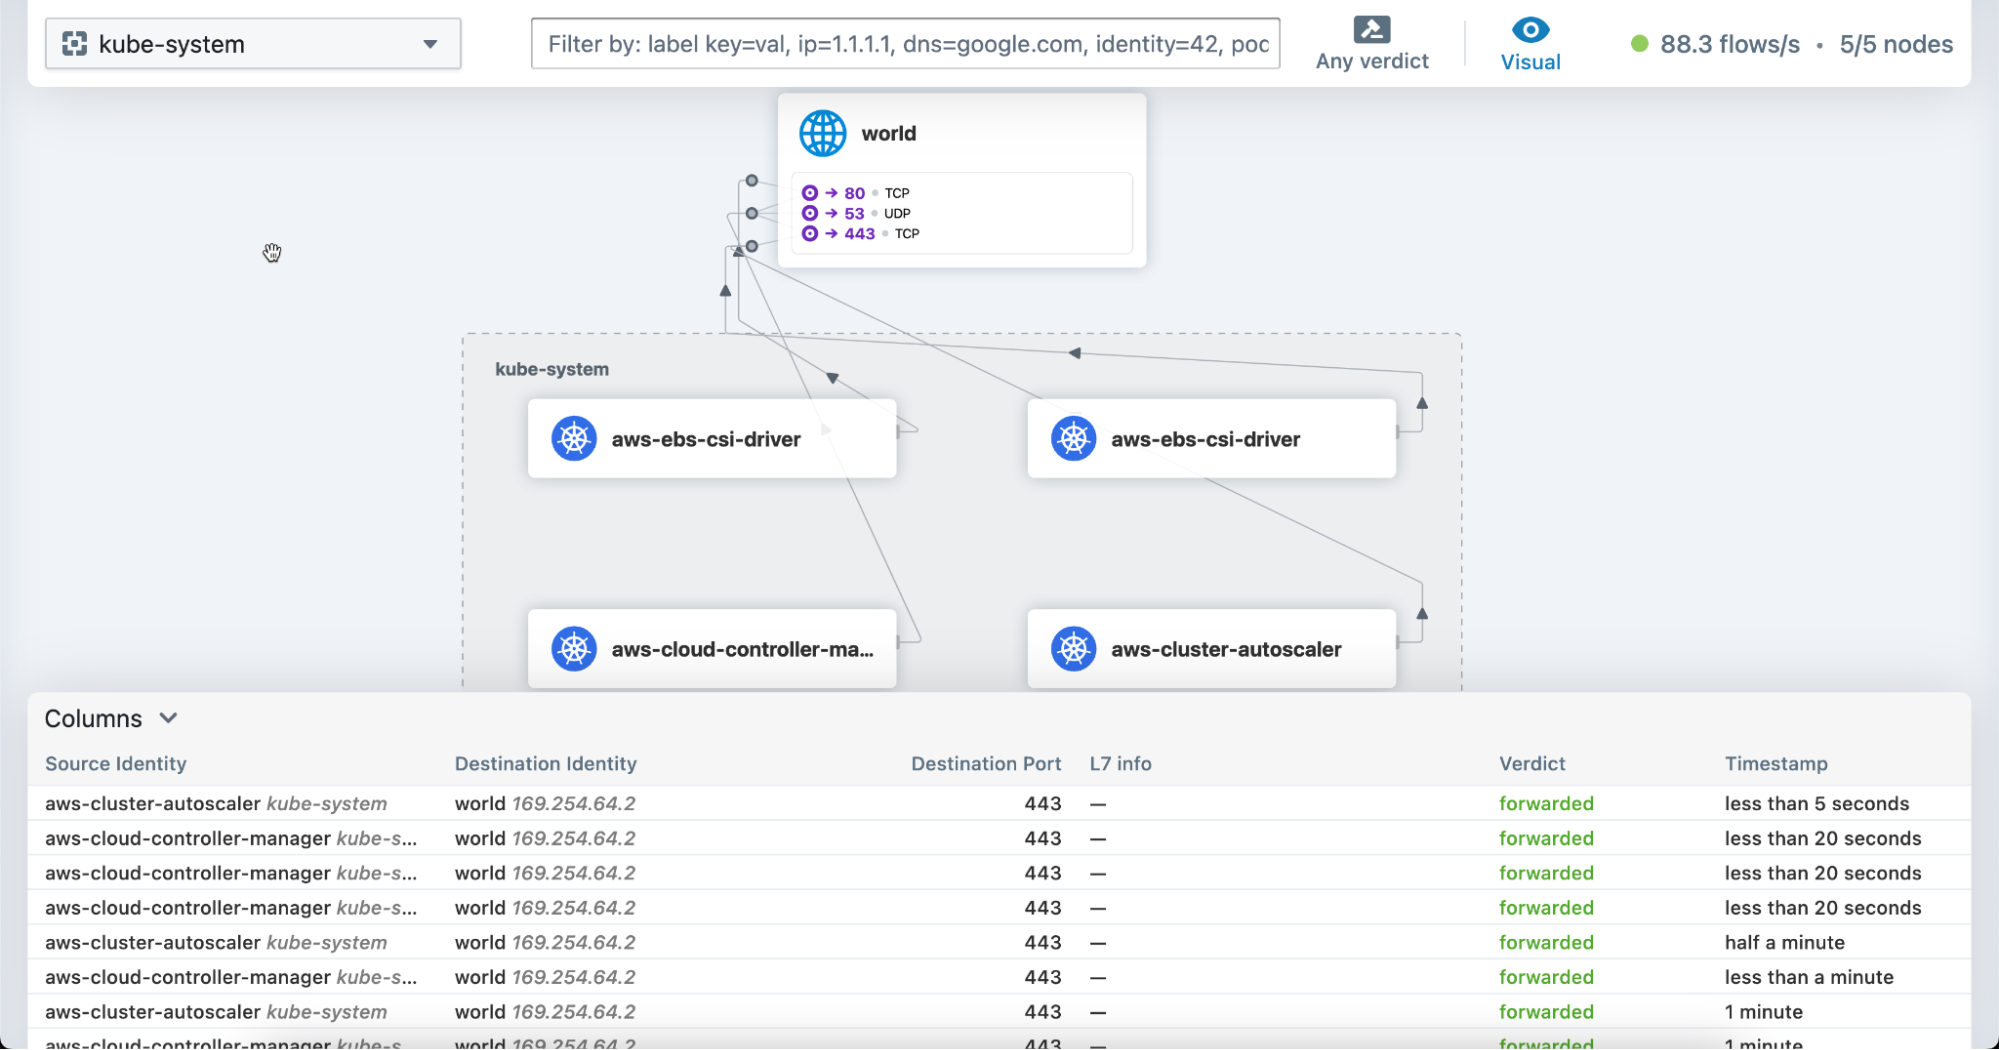 kube-system
Filter by: label key=val, ip=1.1.1.1, dns=google.com, identity=42, pod
Any verdict
Visual
88.3 flows/s • 5/5 nodes
world
→ 80 • TCP
→ 53 • UDP
→ 443 • TCP
kube-system
aws-ebs-csi-driver
aws-ebs-csi-driver
aws-cloud-controller-ma...
aws-cluster-autoscaler
Columns
Source Identity Destination Identity Destination Port L7 info Verdict Timestamp
aws-cluster-autoscaler kube-system world 169.254.64.2 443 — forwarded less than 5 seconds
aws-cloud-controller-manager kube-s... world 169.254.64.2 443 — forwarded less than 20 seconds
aws-cloud-controller-manager kube-s... world 169.254.64.2 443 — forwarded less than 20 seconds
aws-cloud-controller-manager kube-s... world 169.254.64.2 443 — forwarded less than 20 seconds
aws-cluster-autoscaler kube-system world 169.254.64.2 443 — forwarded half a minute
aws-cloud-controller-manager kube-s... world 169.254.64.2 443 — forwarded less than a minute
aws-cluster-autoscaler kube-system world 169.254.64.2 443 — forwarded 1 minute
aws-cloud-controller-manager kube-s... world 169.254.64.2 443 — forwarded 1 minute